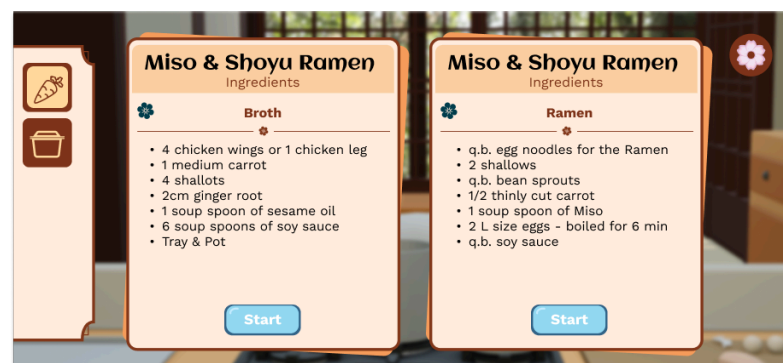 Miso & Shoyu Ramen
Ingredients
Broth
• 4 chicken wings or 1 chicken leg
• 1 medium carrot
• 4 shallots
• 2cm ginger root
• 1 soup spoon of sesame oil
• 6 soup spoons of soy sauce
• Tray & Pot
Start
Miso & Shoyu Ramen
Ingredients
Ramen
• q.b. egg noodles for the Ramen
• 2 shallows
• q.b. bean sprouts
• 1/2 thinly cut carrot
• 1 soup spoon of Miso
• 2 L size eggs - boiled for 6 min
• q.b. soy sauce
Start